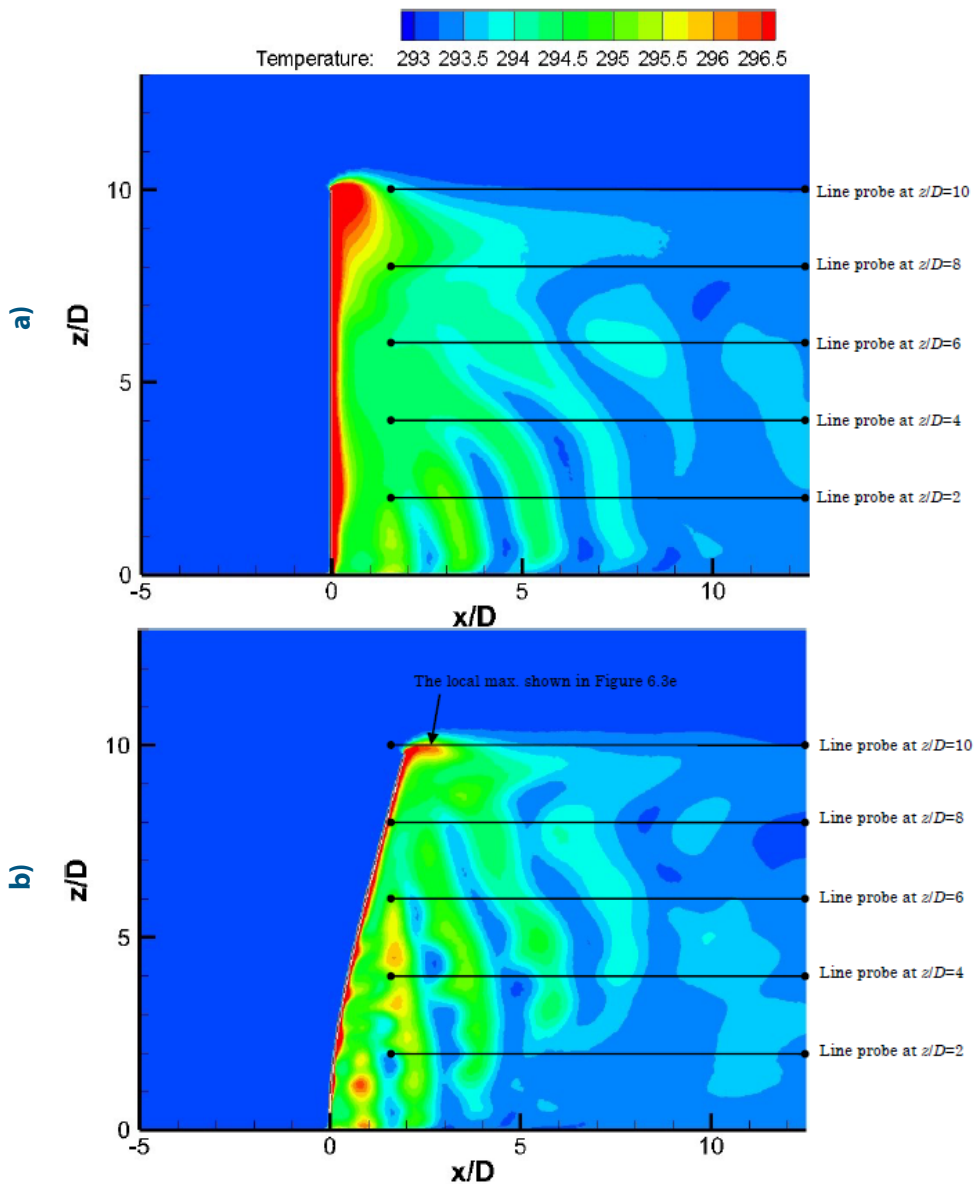 Temperature: 293 293.5 294 294.5 295 295.5 296 296.5
a)
z/D
10
5
0
Line probe at z/D=10
Line probe at z/D=8
Line probe at z/D=6
Line probe at z/D=4
Line probe at z/D=2
-5 0 5 10
x/D
b)
z/D
The local max. shown in Figure 6.3e
10
5
0
Line probe at z/D=10
Line probe at z/D=8
Line probe at z/D=6
Line probe at z/D=4
Line probe at z/D=2
-5 0 5 10
x/D